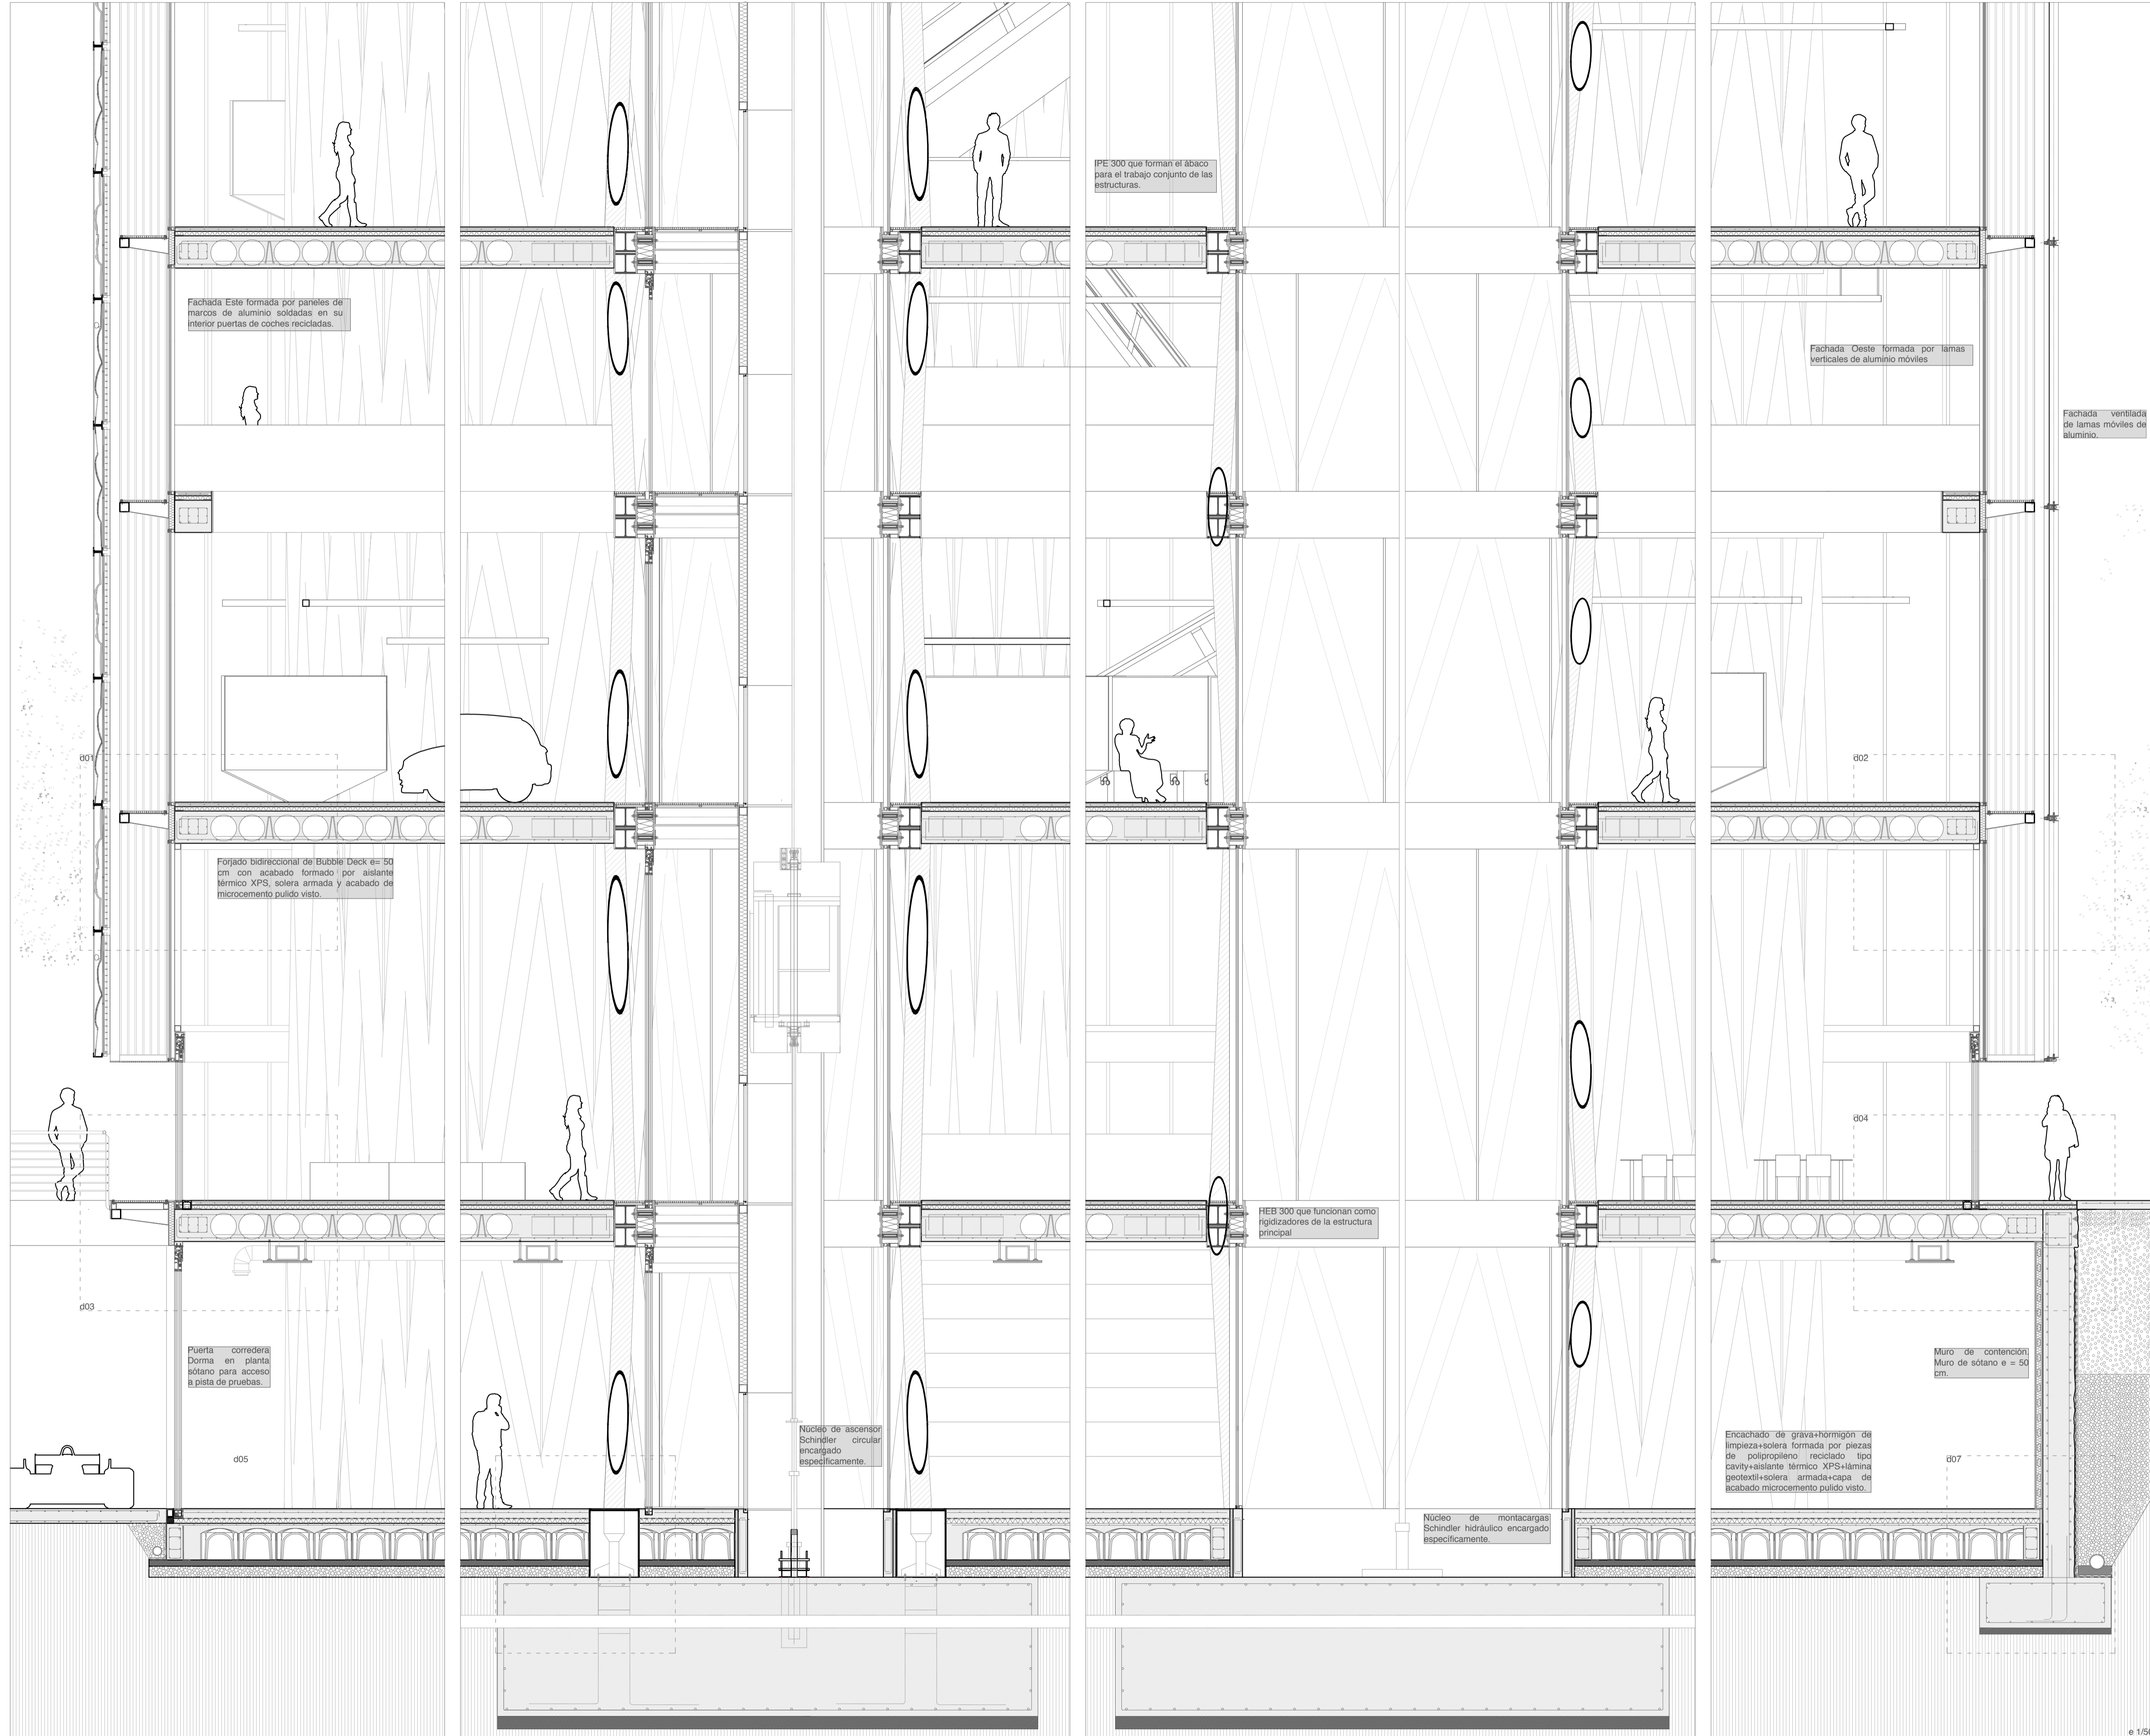 IPE 300 que forman el ábaco
para el trabajo conjunto de las
estructuras.
Fachada Este formada por paneles de
marcos de aluminio soldadas en su
interior puertas de coches recicladas.
Fachada Oeste formada por lamas
verticales de aluminio móviles
Fachada ventilada
de lamas móviles de
aluminio.
d01
d02
Forjado bidireccional de Bubble Deck e= 50
cm con acabado formado por aislante
térmico XPS, solera armada y acabado de
microcemento pulido visto.
d04
HEB 300 que funcionan como
rigidizadores de la estructura
principal
d03
Puerta corredera
Dorma en planta
sótano para acceso
a pista de pruebas.
Muro de contención.
Muro de sótano e = 50
cm.
Núcleo de ascensor
Schindler circular
encargado
específicamente.
Encachado de grava+hormigón de
limpieza+solera formada por piezas
de polipropileno reciclado tipo
cavity+aislante térmico XPS+lámina
geotextil+solera armada+capa de
acabado microcemento pulido visto.
d05
d07
Núcleo de montacargas
Schindler hidráulico encargado
específicamente.
e 1/50